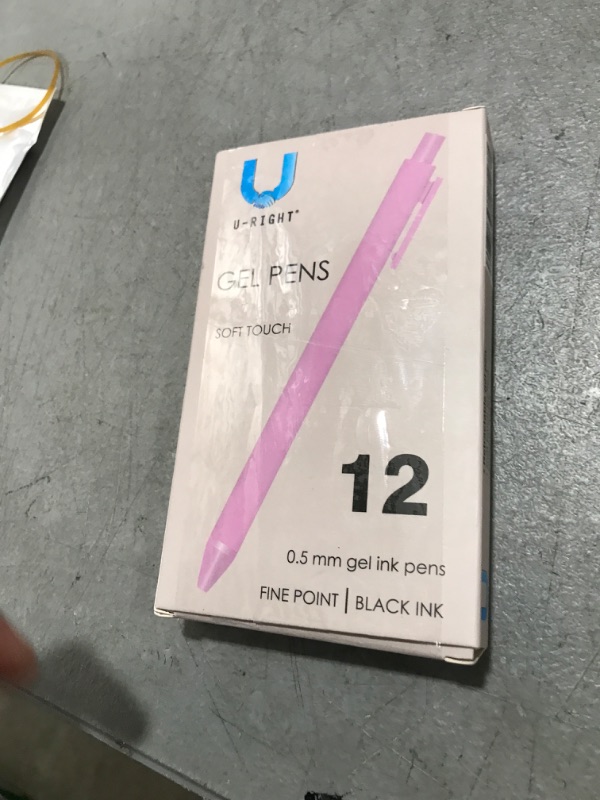 U-RIGHT®
GEL PENS
SOFT TOUCH
12
0.5 mm gel ink pens
FINE POINT | BLACK INK